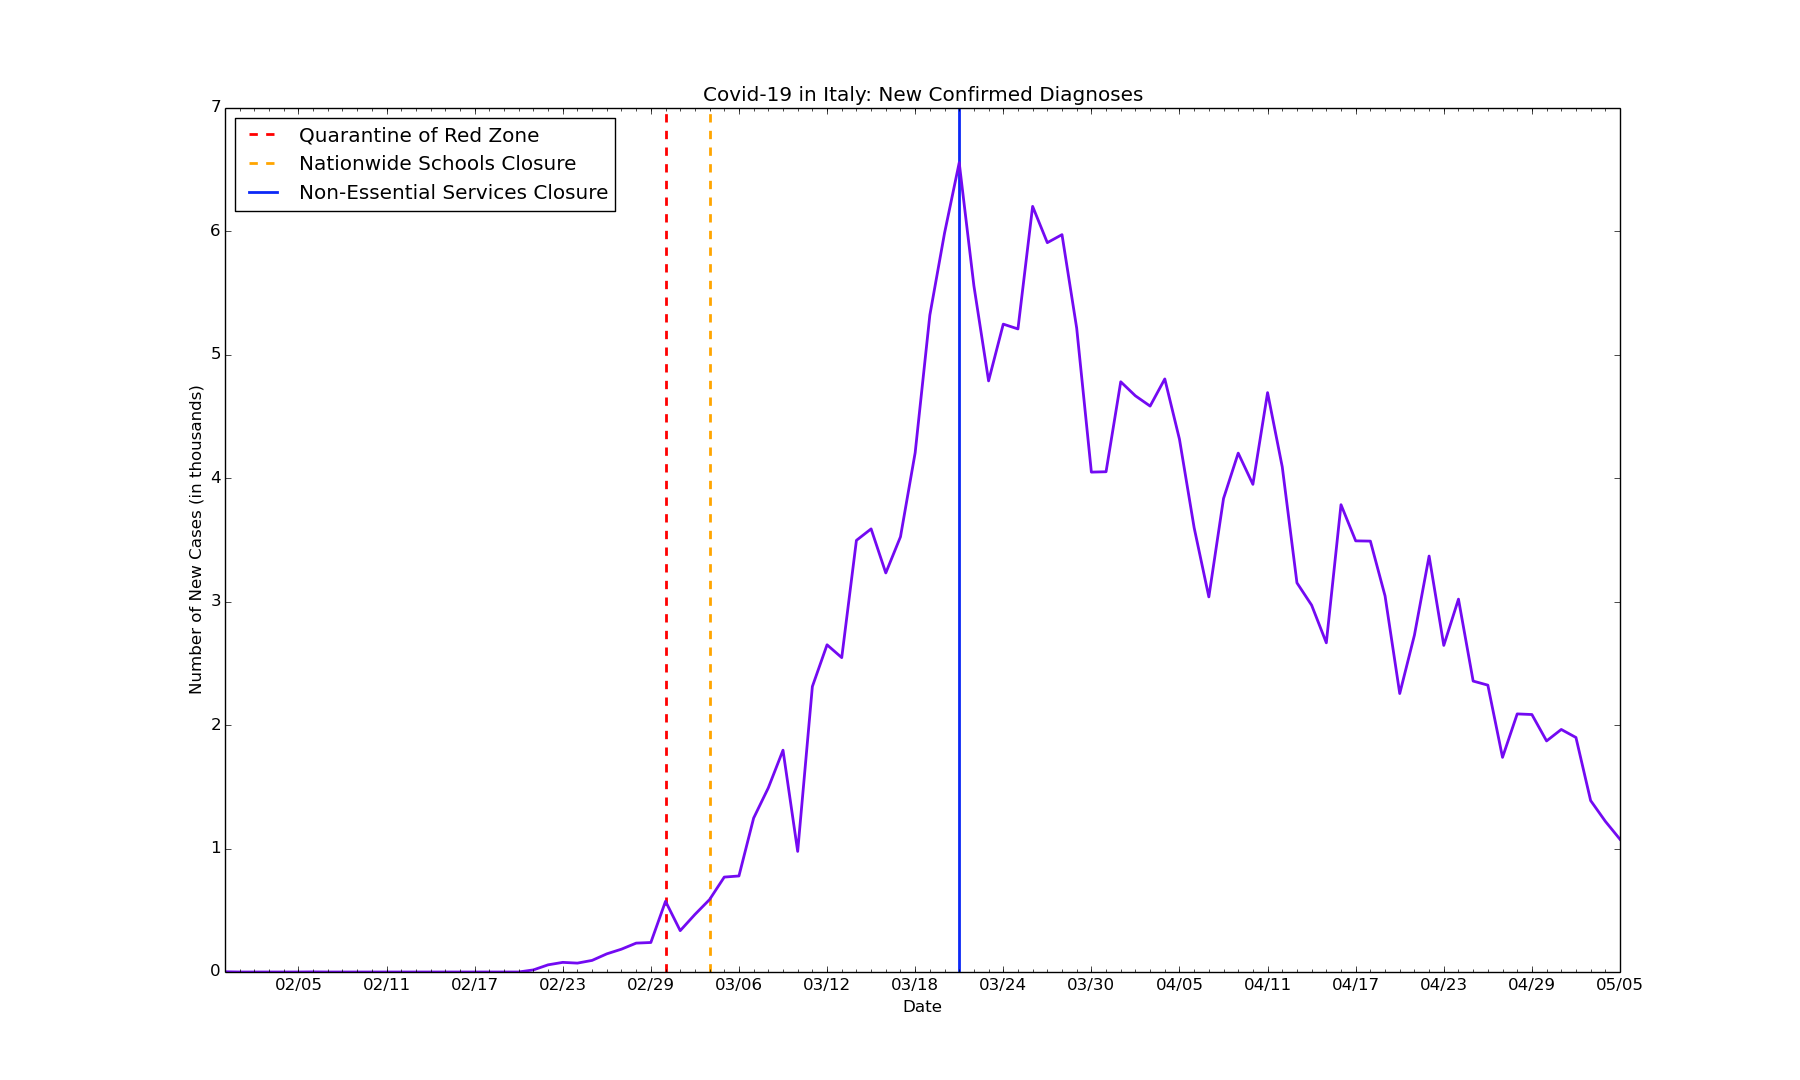 Covid-19 in Italy: New Confirmed Diagnoses
7
6
5
4
3
2
1
0
Number of New Cases (in thousands)
Quarantine of Red Zone
Nationwide Schools Closure
Non-Essential Services Closure
02/05 02/11 02/17 02/23 02/29 03/06 03/12 03/18 03/24 03/30 04/05 04/11 04/17 04/23 04/29 05/05
Date